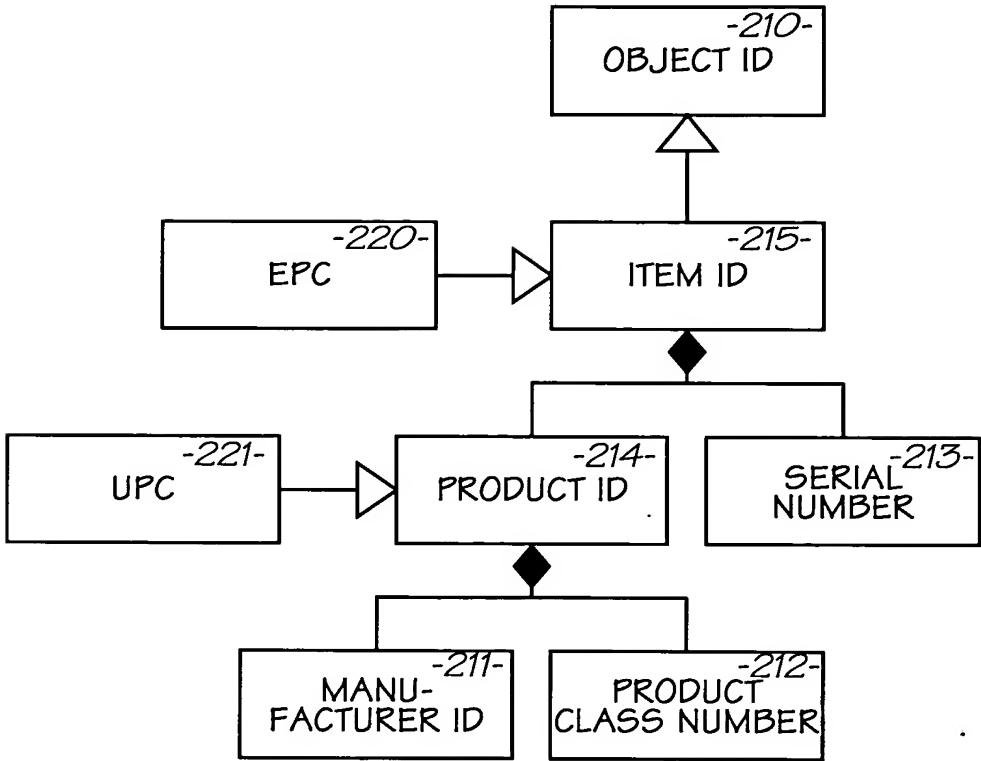 -210-
OBJECT ID
-220-
EPC
-215-
ITEM ID
-221-
UPC
-214-
PRODUCT ID
-213-
SERIAL
NUMBER
-211-
MANU-
FACTURER ID
-212-
PRODUCT
CLASS NUMBER